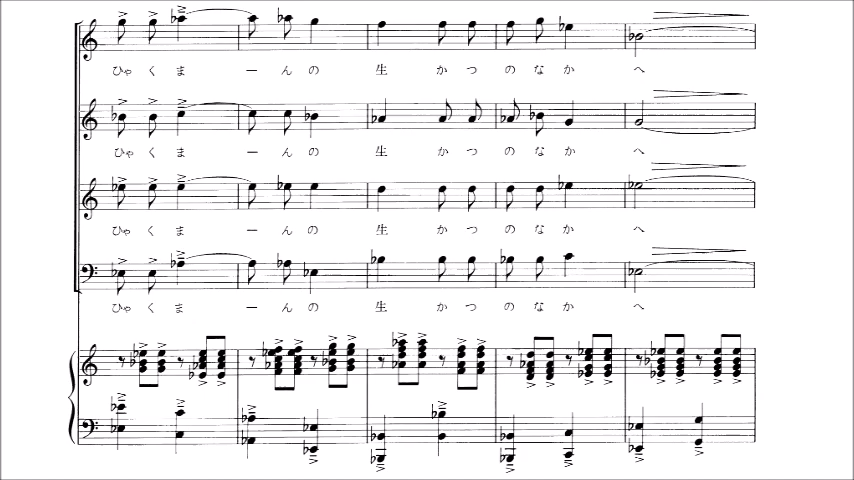 ひゃ く ま ー ん の 生 か つ の な か へ
ひゃ く ま ー ん の 生 か つ の な か へ
ひゃ く ま ー ん の 生 か つ の な か へ
ひゃ く ま ー ん の 生 か つ の な か へ